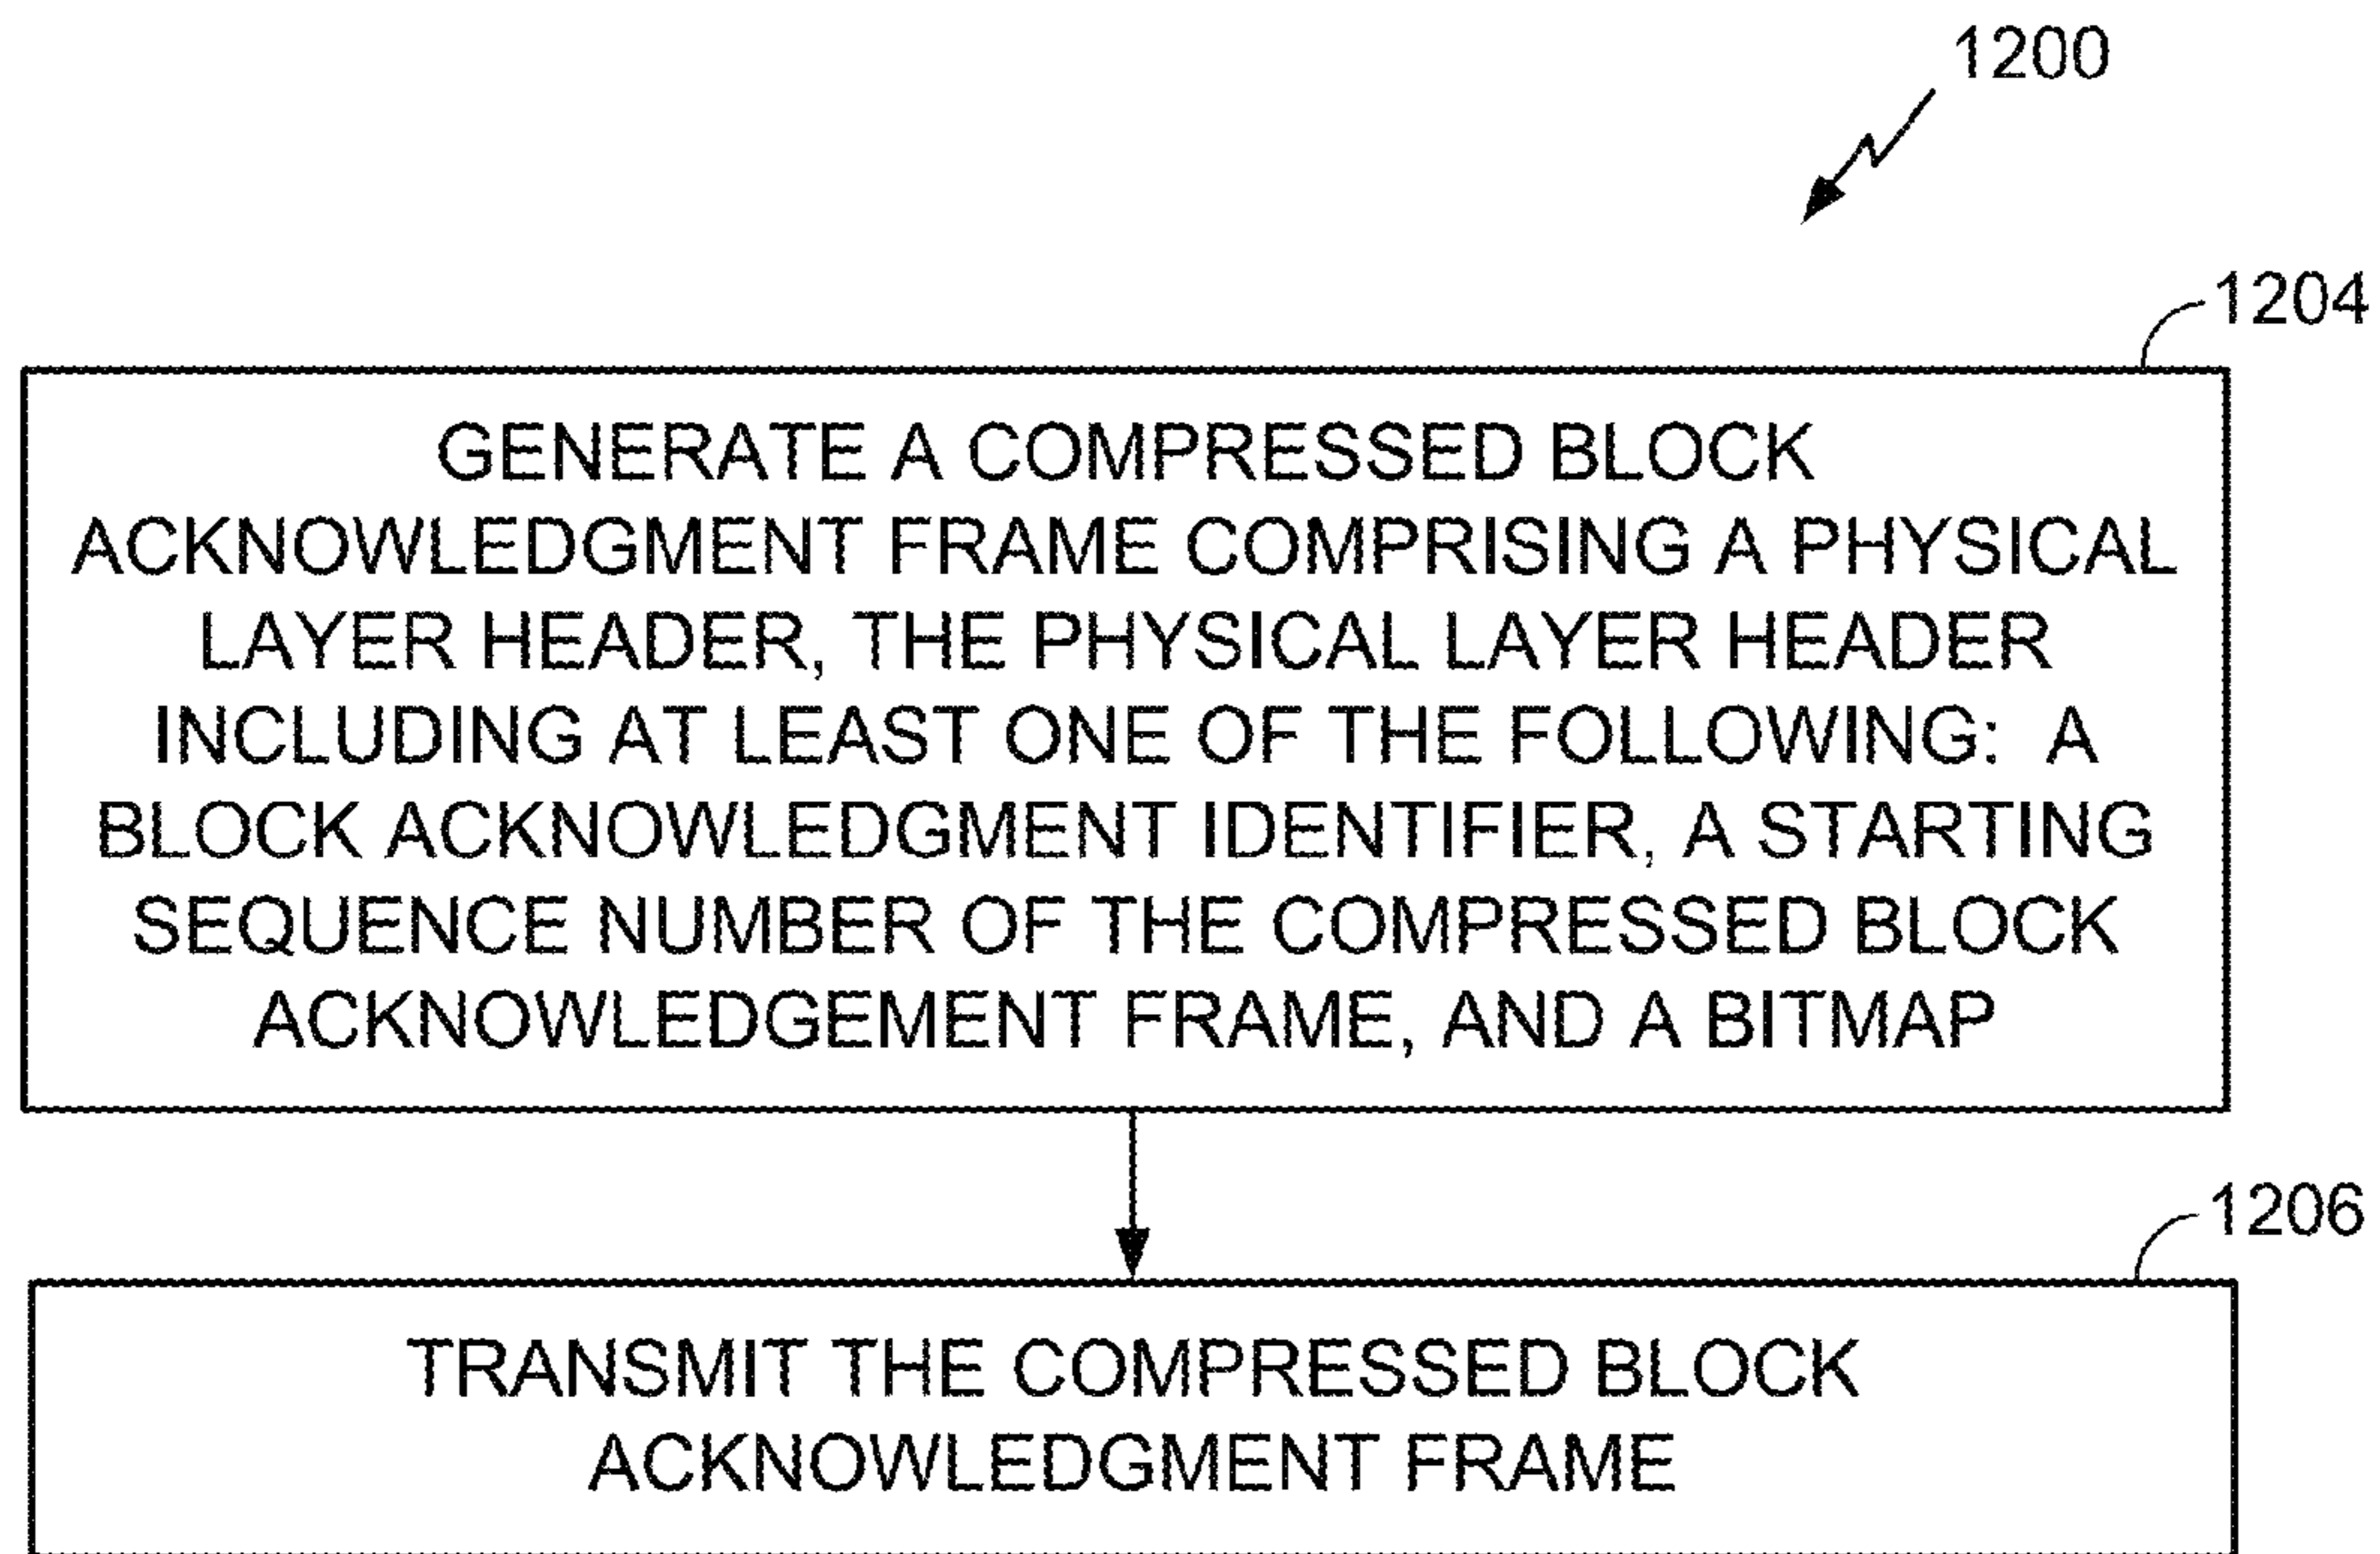 1200
1204
GENERATE A COMPRESSED BLOCK
ACKNOWLEDGMENT FRAME COMPRISING A PHYSICAL
LAYER HEADER, THE PHYSICAL LAYER HEADER
INCLUDING AT LEAST ONE OF THE FOLLOWING: A
BLOCK ACKNOWLEDGMENT IDENTIFIER, A STARTING
SEQUENCE NUMBER OF THE COMPRESSED BLOCK
ACKNOWLEDGEMENT FRAME, AND A BITMAP
1206
TRANSMIT THE COMPRESSED BLOCK
ACKNOWLEDGMENT FRAME